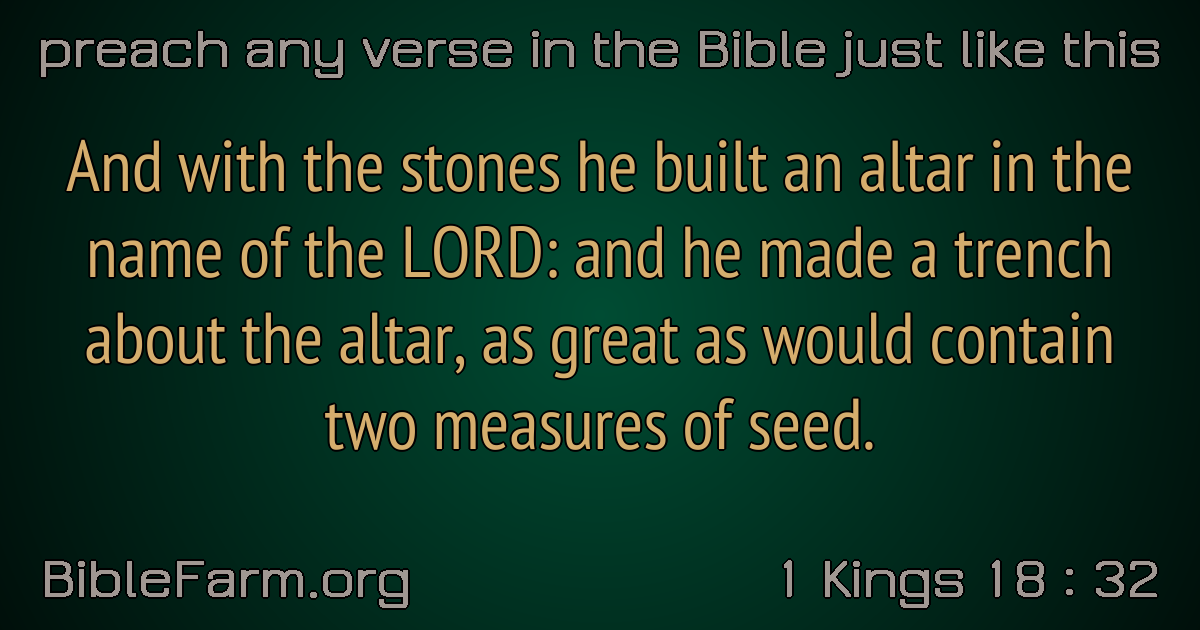 preach any verse in the Bible just like this
And with the stones he built an altar in the
name of the LORD: and he made a trench
about the altar, as great as would contain
two measures of seed.
BibleFarm.org
1 Kings 18 : 32